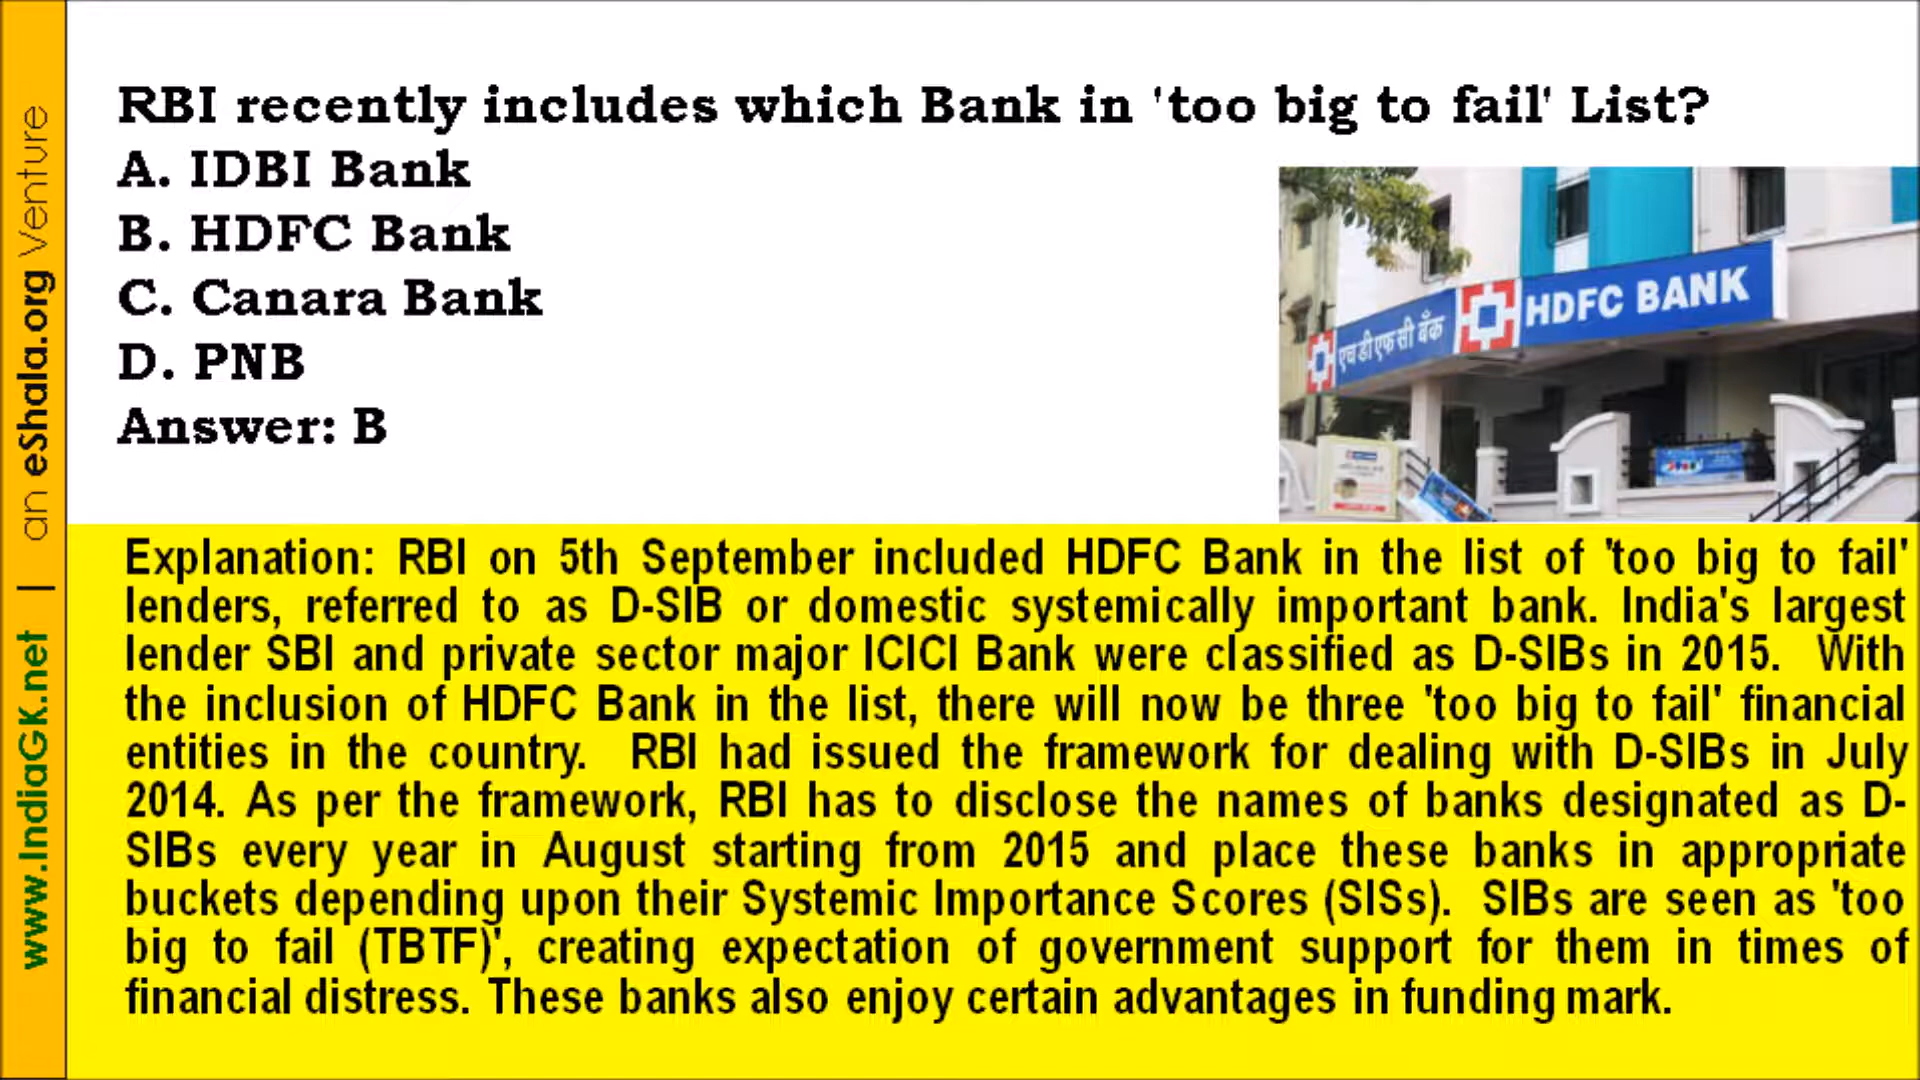 RBI recently includes which Bank in 'too big to fail' List?
A. IDBI Bank
B. HDFC Bank
C. Canara Bank
D. PNB
Answer: B
एच डी एफ सी बैंक HDFC BANK
Explanation: RBI on 5th September included HDFC Bank in the list of 'too big to fail'
lenders, referred to as D-SIB or domestic systemically important bank. India's largest
lender SBI and private sector major ICICI Bank were classified as D-SIBs in 2015. With
the inclusion of HDFC Bank in the list, there will now be three 'too big to fail' financial
entities in the country. RBI had issued the framework for dealing with D-SIBs in July
2014. As per the framework, RBI has to disclose the names of banks designated as D-
SIBs every year in August starting from 2015 and place these banks in appropriate
buckets depending upon their Systemic Importance Scores (SISs). SIBs are seen as 'too
big to fail (TBTF)', creating expectation of government support for them in times of
financial distress. These banks also enjoy certain advantages in funding mark.
www.IndiaGK.net | an eShala.org Venture